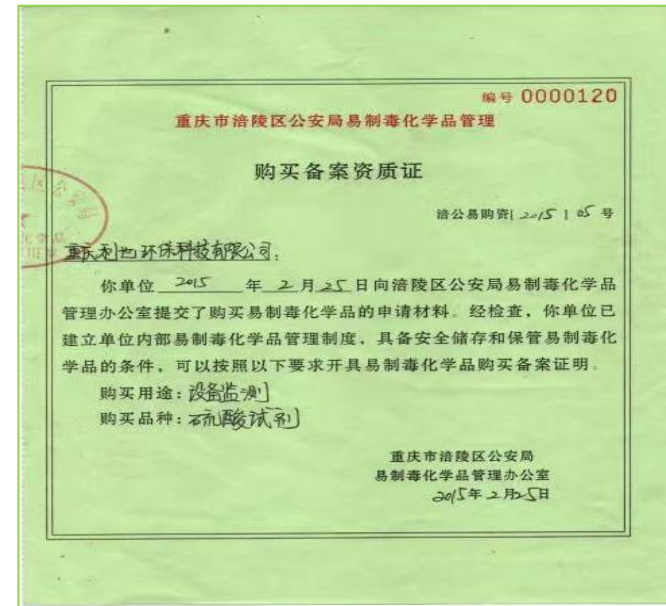 编号 0000120
重庆市涪陵区公安局易制毒化学品管理
购买备案资质证
涪公易购资[2015]05 号
重庆利也环保科技有限公司：
你单位 2015 年 2 月 25 日向涪陵区公安局易制毒化学品
管理办公室提交了购买易制毒化学品的申请材料。经检查，你单位已
建立单位内部易制毒化学品管理制度，具备安全储存和保管易制毒化
学品的条件，可以按照以下要求开具易制毒化学品购买备案证明。
购买用途：设备监测
购买品种：硫酸试剂
重庆市涪陵区公安局
易制毒化学品管理办公室
2015年2月25日